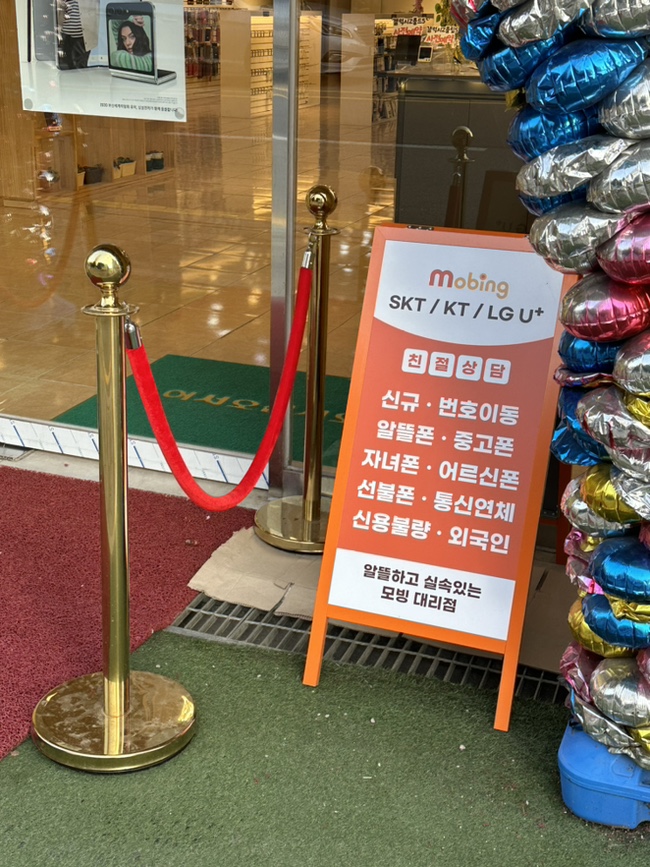 mobing
SKT / KT / LG U+
친절상담
신규 · 번호이동
알뜰폰 · 중고폰
자녀폰 · 어르신폰
선불폰 · 통신연체
신용불량 · 외국인
알뜰하고 실속있는
모빙 대리점